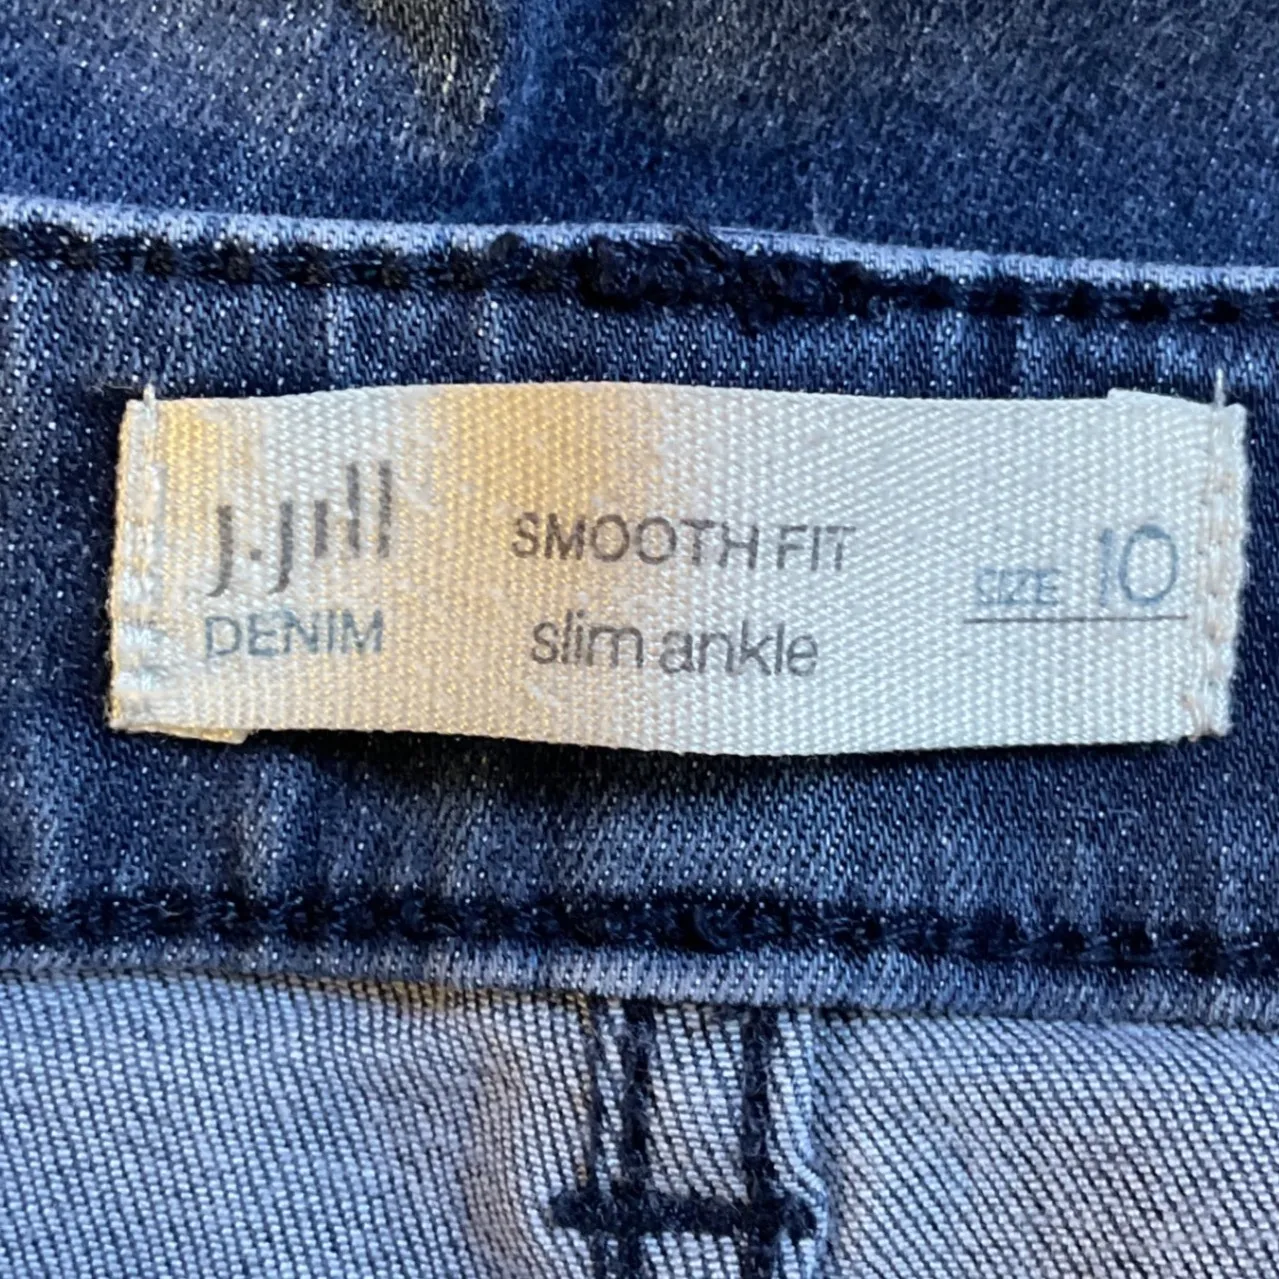 J.Jill
DENIM
SMOOTH FIT
slim ankle
SIZE 10